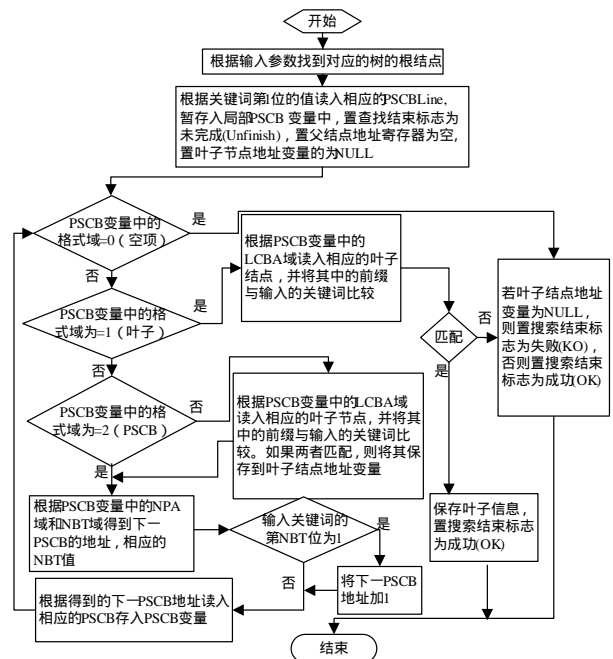 开始
根据输入参数找到对应的树的根结点
根据关键词第1位的值读入相应的PSCBLine,
暂存入局部PSCB 变量中，置查找结束标志为
未完成(Unfinish)，置父结点地址寄存器为空,
置叶子节点地址变量的为NULL
PSCB变量中的
格式域=0（空项）
是
否
根据PSCB变量中的
LCBA域读入相应的叶子
结点，并将其中的前缀
与输入的关键词比较
PSCB变量中的格
式域为=1（叶子）
是
否
匹配
否
是
若叶子结点地址
变量为NULL，
则置搜索结束标
志为失败(KO)，
否则置搜索结束
标志为成功(OK)
PSCB变量中的格
式域为=2（PSCB）
否
是
根据PSCB变量中的LCBA域
读入相应的叶子节点，并将其
中的前缀与输入的关键词比
较。如果两者匹配，则将其保
存到叶子结点地址变量
根据PSCB变量中的NPA
域和NBT域得到下一
PSCB的地址，相应的
NBT值
输入关键词的
第NBT位为1
是
否
保存叶子信息，
置搜索结束标志
为成功(OK)
将下一PSCB
地址加1
根据得到的下一PSCB地址读入
相应的PSCB存入PSCB变量
结束